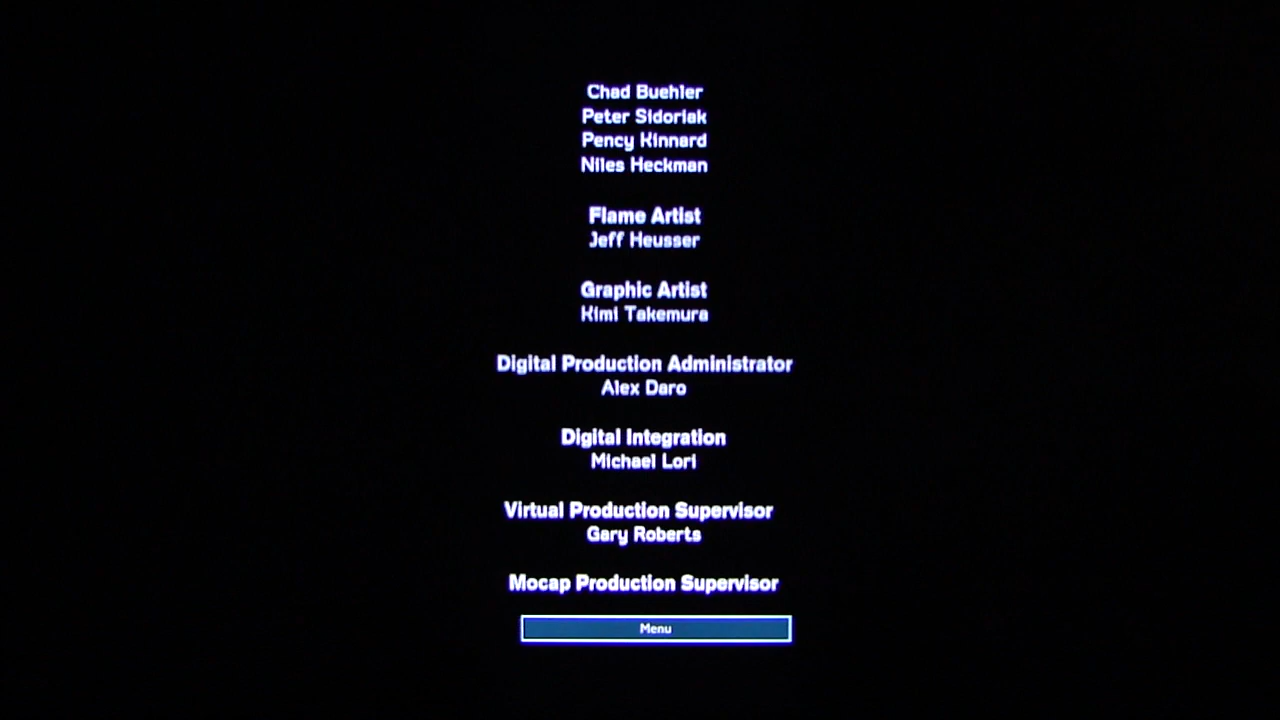 Chad Buehler
Peter Sidoriak
Pency Kinnard
Niles Heckman
Flame Artist
Jeff Heusser
Graphic Artist
Kimi Takemura
Digital Production Administrator
Alex Daro
Digital Integration
Michael Lori
Virtual Production Supervisor
Gary Roberts
Mocap Production Supervisor
Menu